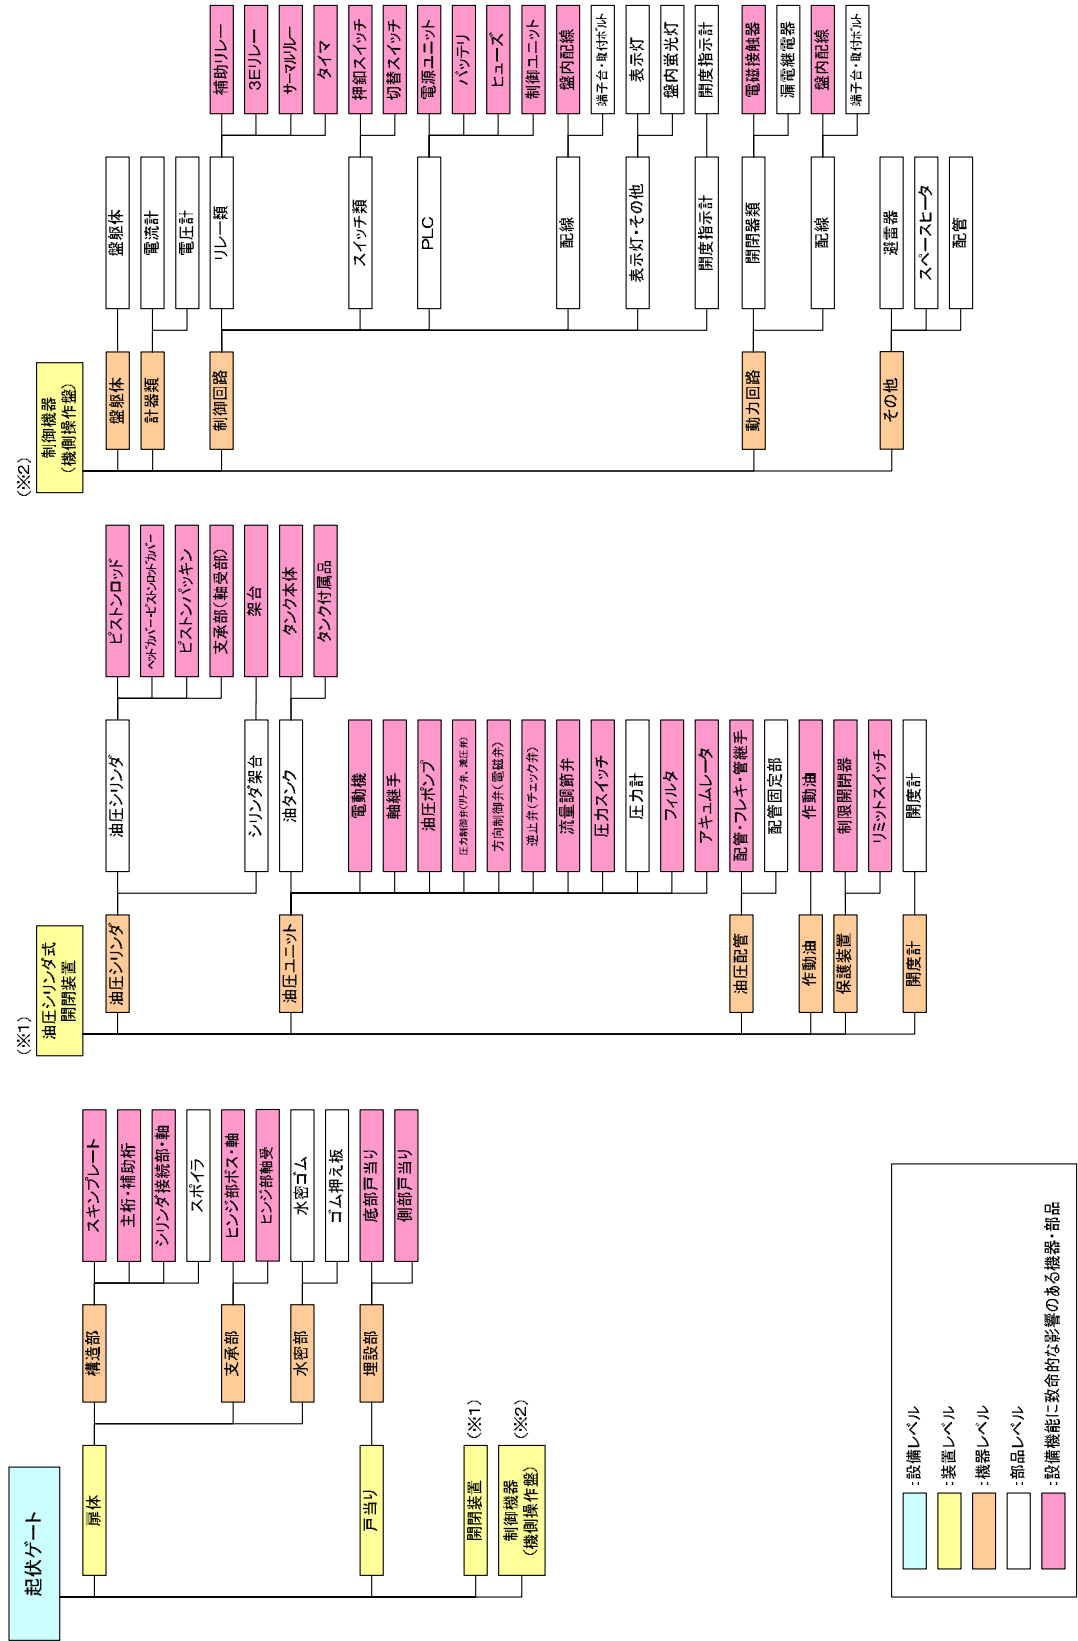 起伏ゲート
扉体
構造部
スキンプレート
主桁・補助桁
シリンダ接続部・軸
スポイラ
支承部
ヒンジ部ボス・軸
ヒンジ部軸受
水密部
水密ゴム
ゴム押え板
戸当り
埋設部
底部戸当り
側部戸当り
開閉装置
(※1)
制御機器
(機側操作盤)
(※2)
(※1)
油圧シリンダ式
開閉装置
油圧シリンダ
油圧シリンダ
ピストンロッド
ヘッドカバー・ピストンロッドカバー
ピストンパッキン
支承部(軸受部)
シリンダ架台
架台
油圧ユニット
油タンク
タンク本体
タンク付属品
電動機
軸継手
油圧ポンプ
圧力制御弁(リリーフ弁、減圧弁)
方向制御弁(電磁弁)
逆止弁(チェック弁)
流量調節弁
圧力スイッチ
圧力計
フィルタ
アキュムレータ
油圧配管
配管・フレキ・管継手
配管固定部
作動油
作動油
保護装置
制限開閉器
リミットスイッチ
開度計
開度計
(※2)
制御機器
(機側操作盤)
盤躯体
盤躯体
計器類
電流計
電圧計
制御回路
リレー類
補助リレー
3Eリレー
サーマルリレー
タイマ
スイッチ類
押釦スイッチ
切替スイッチ
PLC
電源ユニット
バッテリ
ヒューズ
制御ユニット
配線
盤内配線
端子台・取付ボルト
表示灯・その他
表示灯
盤内蛍光灯
開度指示計
開度指示計
動力回路
開閉器類
電磁接触器
漏電継電器
配線
盤内配線
端子台・取付ボルト
その他
避雷器
スペースヒータ
配管
:設備レベル
:装置レベル
:機器レベル
:部品レベル
:設備機能に致命的な影響のある機器・部品